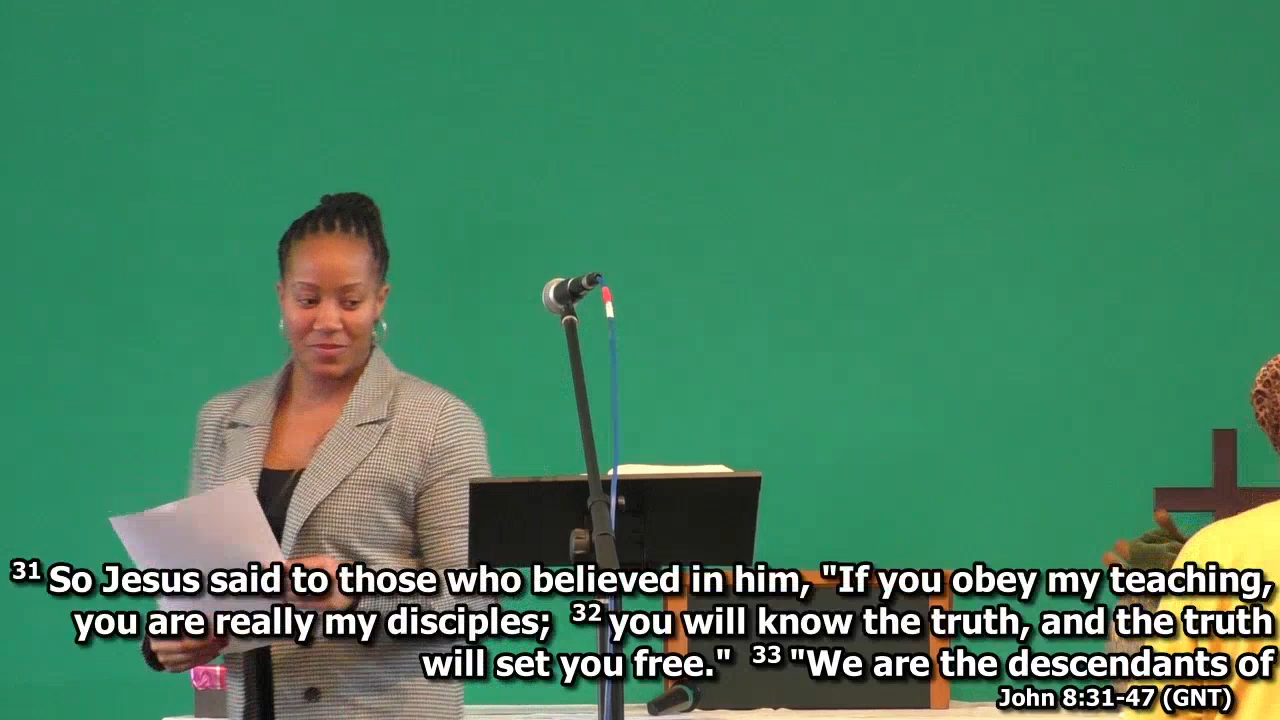 31 So Jesus said to those who believed in him, "If you obey my teaching,
you are really my disciples; 32 you will know the truth, and the truth
will set you free." 33 "We are the descendants of
John 8:31-47 (GNT)